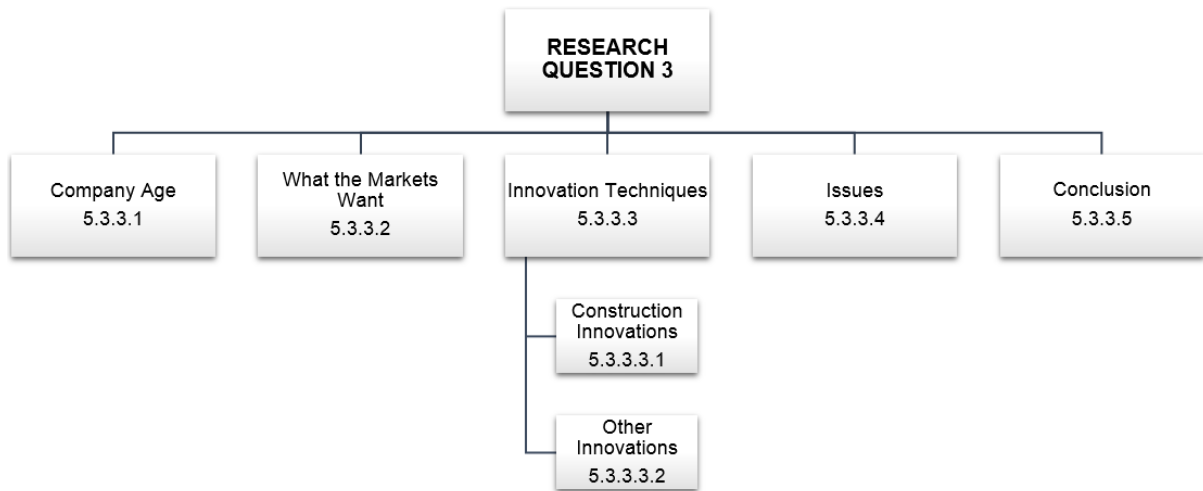 RESEARCH
QUESTION 3
Company Age
5.3.3.1
What the Markets
Want
5.3.3.2
Innovation Techniques
5.3.3.3
Issues
5.3.3.4
Conclusion
5.3.3.5
Construction
Innovations
5.3.3.3.1
Other
Innovations
5.3.3.3.2